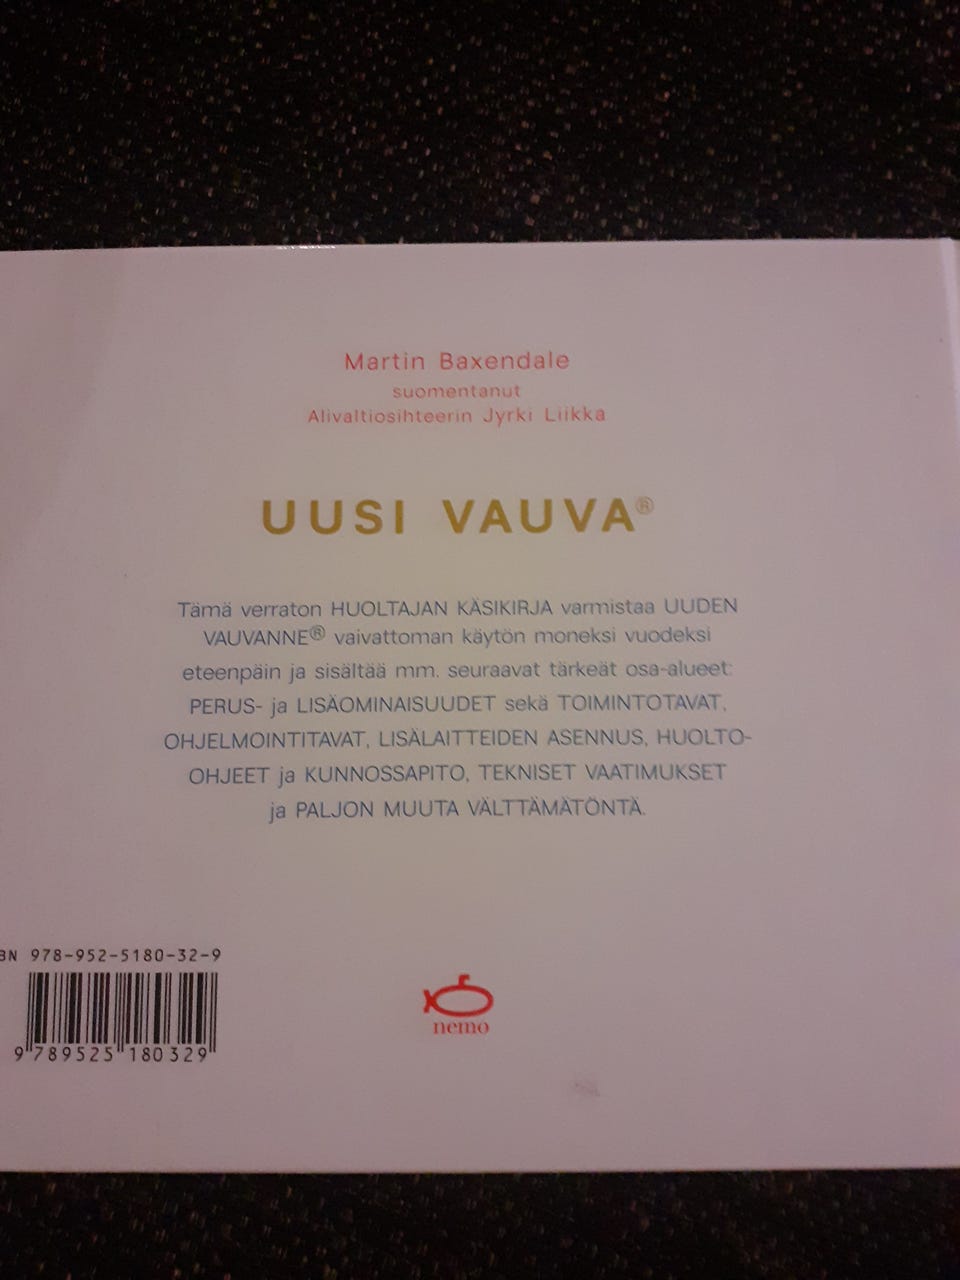 Martin Baxendale
suomentanut
Alivaltiosihteerin Jyrki Liikka
UUSI VAUVA®
Tämä verraton HUOLTAJAN KÄSIKIRJA varmistaa UUDEN
VAUVANNE® vaivattoman käytön moneksi vuodeksi
eteenpäin ja sisältää mm. seuraavat tärkeät osa-alueet:
PERUS- ja LISÄOMINAISUUDET sekä TOIMINTOTAVAT,
OHJELMOINTITAVAT, LISÄLAITTEIDEN ASENNUS, HUOLTO-
OHJEET ja KUNNOSSAPITO, TEKNISET VAATIMUKSET
ja PALJON MUUTA VÄLTTÄMÄTÖNTÄ.
BN 978-952-5180-32-9
9 789525 180329
nemo